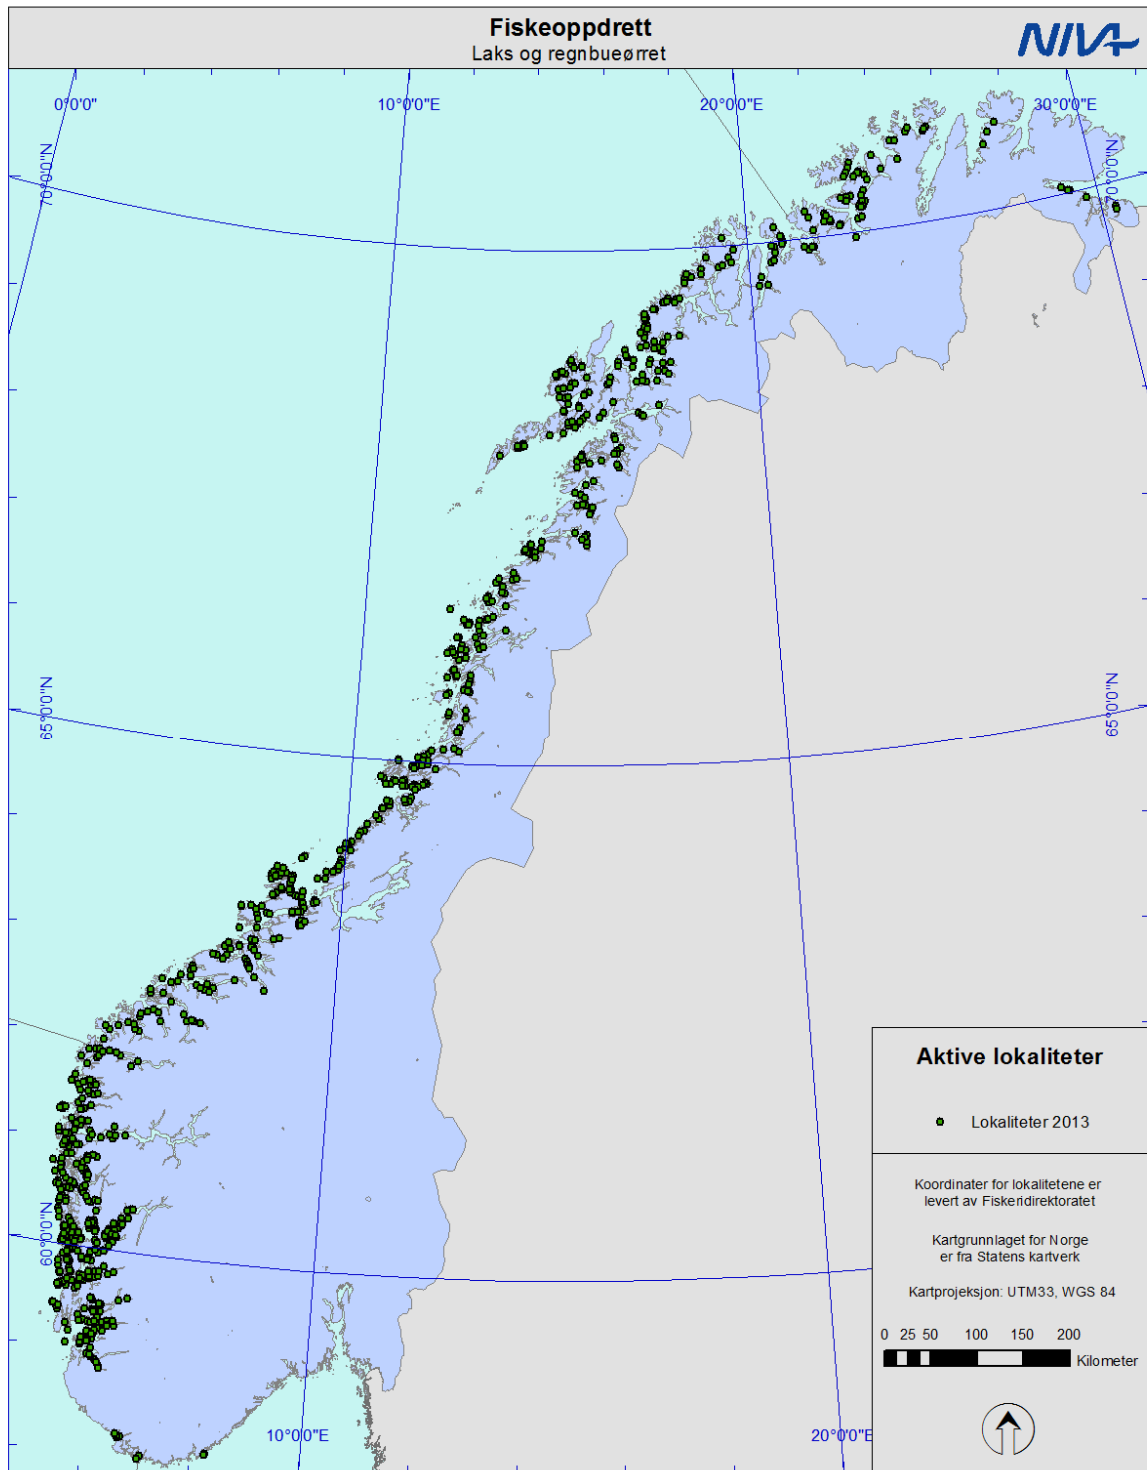 Fiskeoppdrett
Laks og regnbueørret
NIVA
0°0'0"
10°0'0"E
20°0'0"E
30°0'0"E
70°0'0"N
70°0'0"N
65°0'0"N
65°0'0"N
60°0'0"N
10°0'0"E
20°0'0"E
Aktive lokaliteter
Lokaliteter 2013
Koordinater for lokalitetene er
levert av Fiskeridirektoratet
Kartgrunnlaget for Norge
er fra Statens kartverk
Kartprojeksjon: UTM33, WGS 84
0 25 50 100 150 200
Kilometer